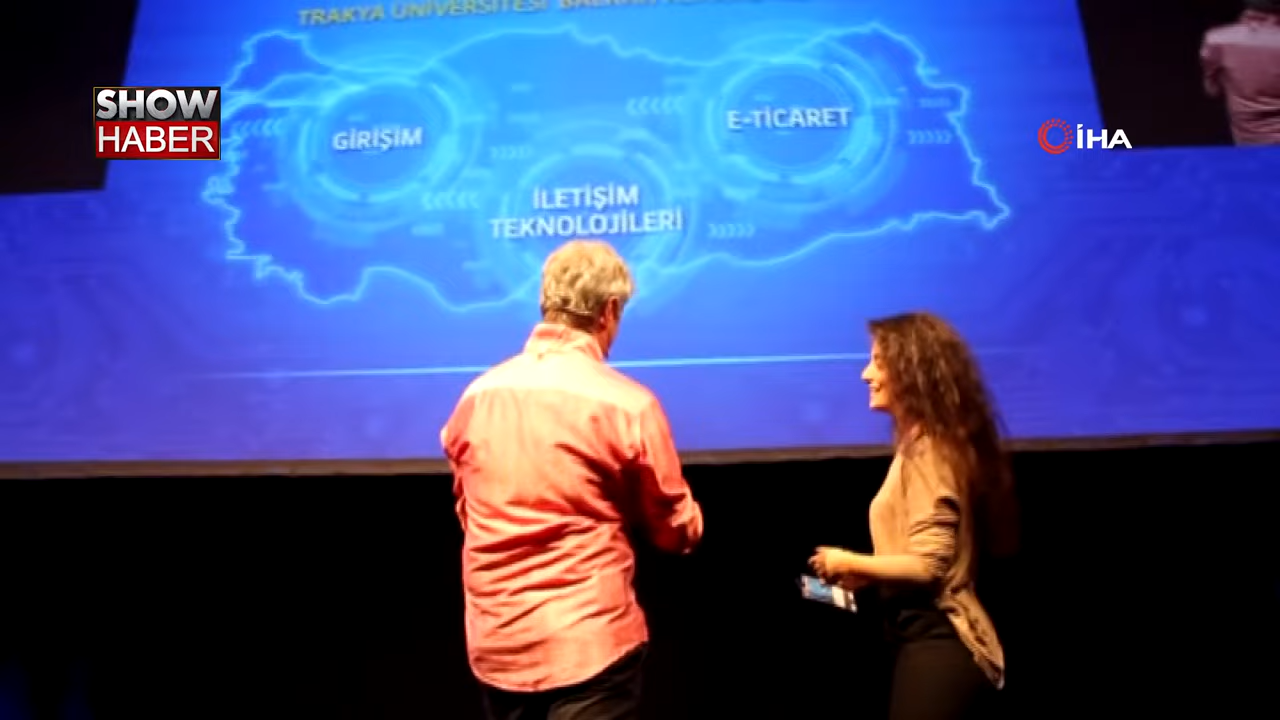 TRAKYA ÜNİVERSİTESİ
SHOW
HABER
İHA
GİRİŞİM
E-TİCARET
İLETİŞİM
TEKNOLOJİLERİ